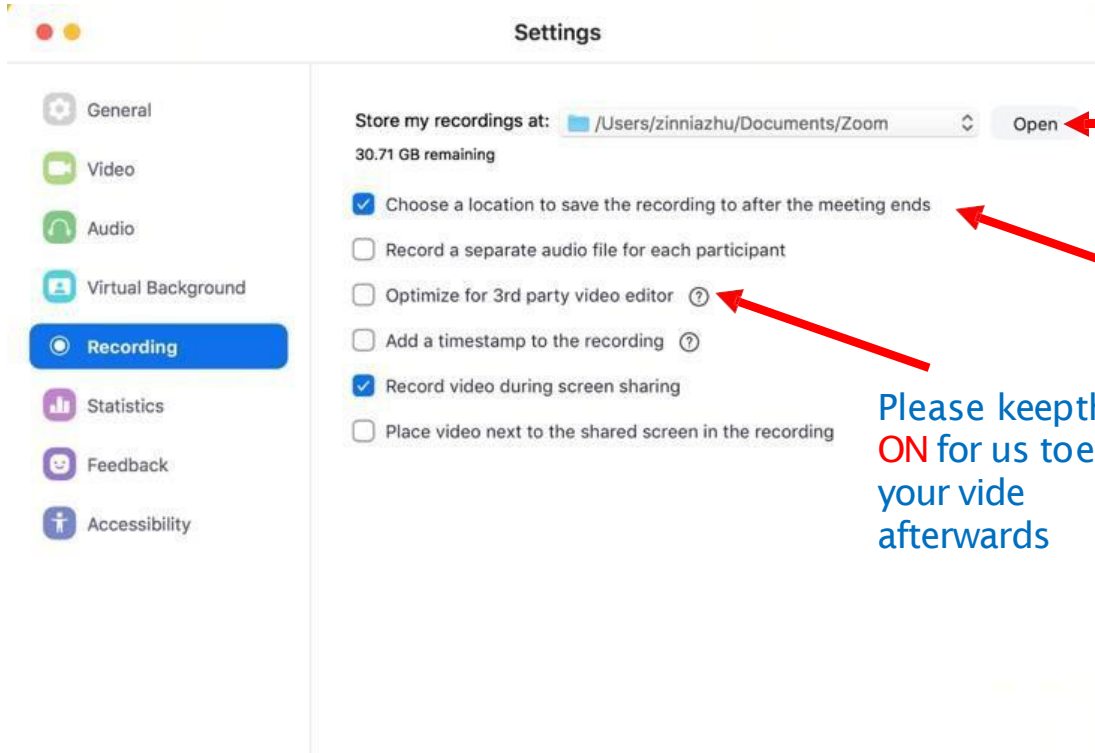 Settings
General
Video
Audio
Virtual Background
Recording
Statistics
Feedback
Accessibility
Store my recordings at: /Users/zinniazhu/Documents/Zoom Open
30.71 GB remaining
Choose a location to save the recording to after the meeting ends
Record a separate audio file for each participant
Optimize for 3rd party video editor ?
Add a timestamp to the recording ?
Record video during screen sharing
Place video next to the shared screen in the recording
Please keep
ON for us toe
your vide
afterwards